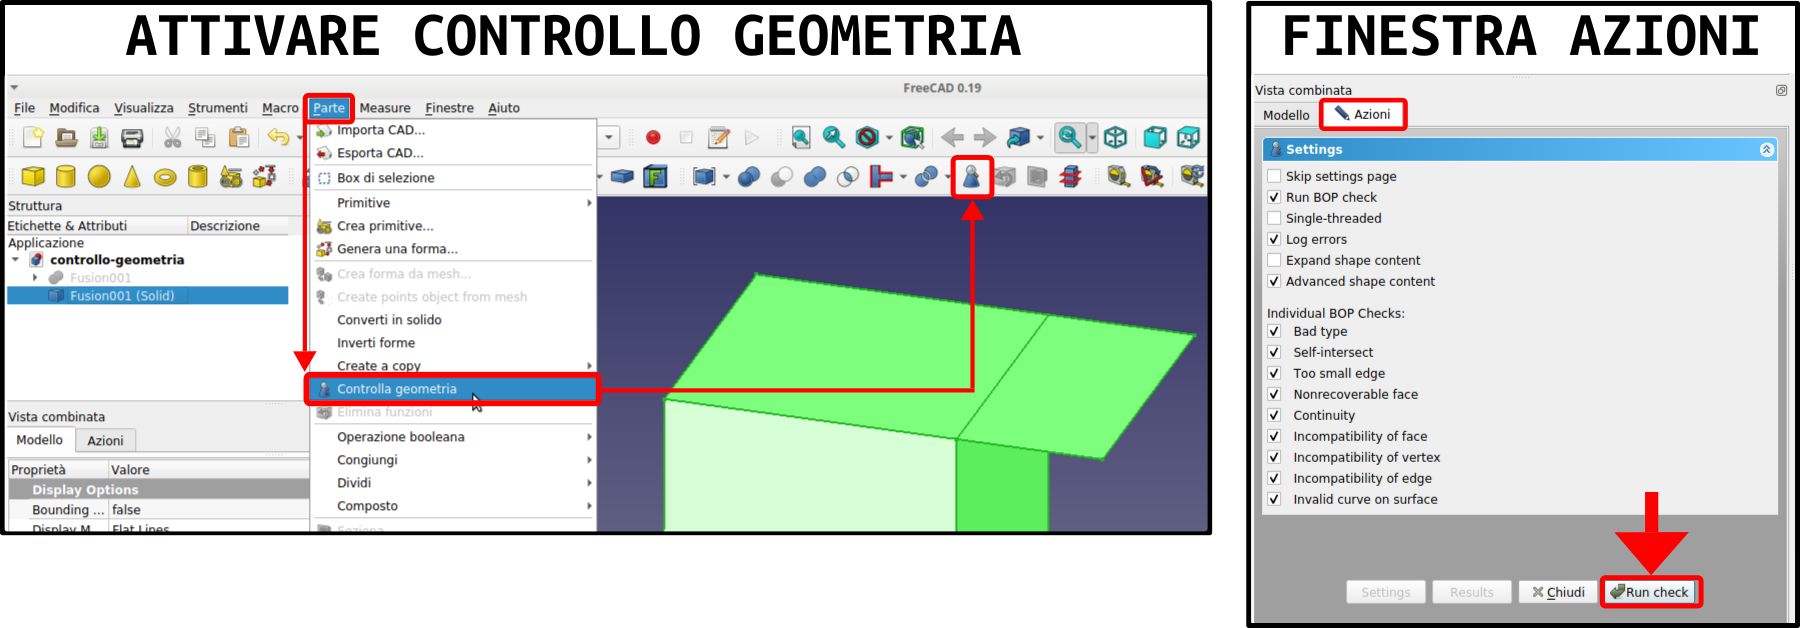 ATTIVARE CONTROLLO GEOMETRIA
FreeCAD 0.19
File Modifica Visualizza Strumenti Macro Parte Measure Finestre Aiuto
Importa CAD...
Esporta CAD...
Box di selezione
Primitive
Crea primitive...
Genera una forma...
Crea forma da mesh...
Create points object from mesh
Converti in solido
Inverti forme
Create a copy
Controlla geometria
Elimina funzioni
Operazione booleana
Congiungi
Dividi
Composto
Seziona
Struttura
Etichette & Attributi Descrizione
Applicazione
controllo-geometria
Fusion001
Fusion001 (Solid)
Vista combinata
Modello Azioni
Proprietà Valore
Display Options
Bounding ... false
Display M... Flat Lines
FINESTRA AZIONI
Vista combinata
Modello Azioni
Settings
Skip settings page
Run BOP check
Single-threaded
Log errors
Expand shape content
Advanced shape content
Individual BOP Checks:
Bad type
Self-intersect
Too small edge
Nonrecoverable face
Continuity
Incompatibility of face
Incompatibility of vertex
Incompatibility of edge
Invalid curve on surface
Settings Results Chiudi Run check